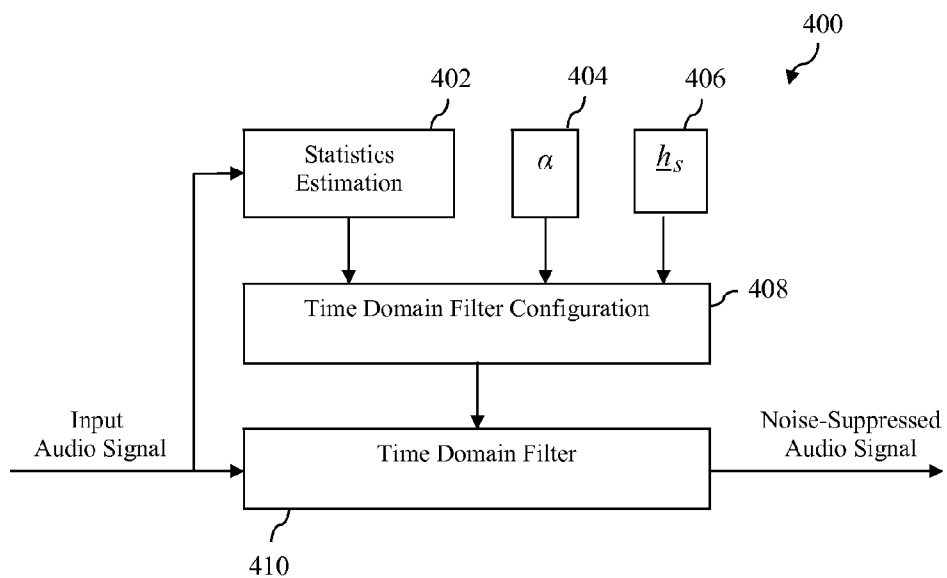 400
402
404
406
Statistics
Estimation
α
h_S
Time Domain Filter Configuration
408
Input
Audio Signal
Time Domain Filter
Noise-Suppressed
Audio Signal
410